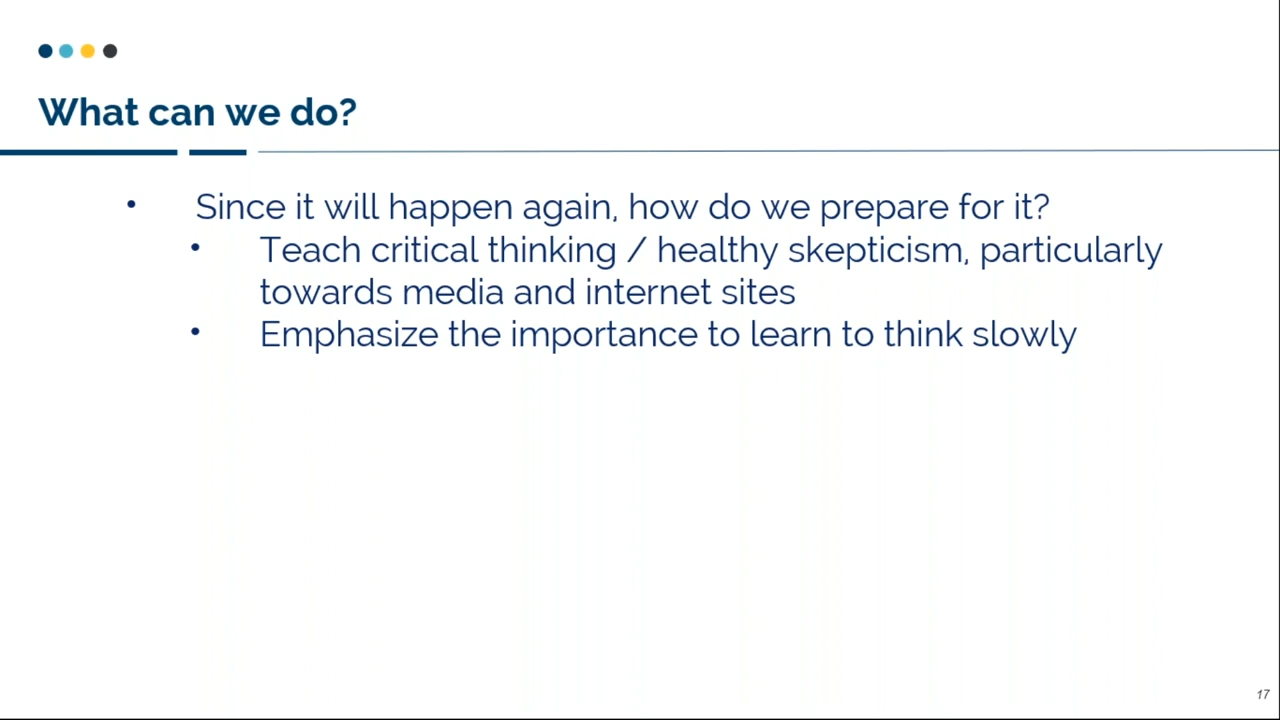 What can we do?
• Since it will happen again, how do we prepare for it?
• Teach critical thinking / healthy skepticism, particularly
towards media and internet sites
• Emphasize the importance to learn to think slowly
17